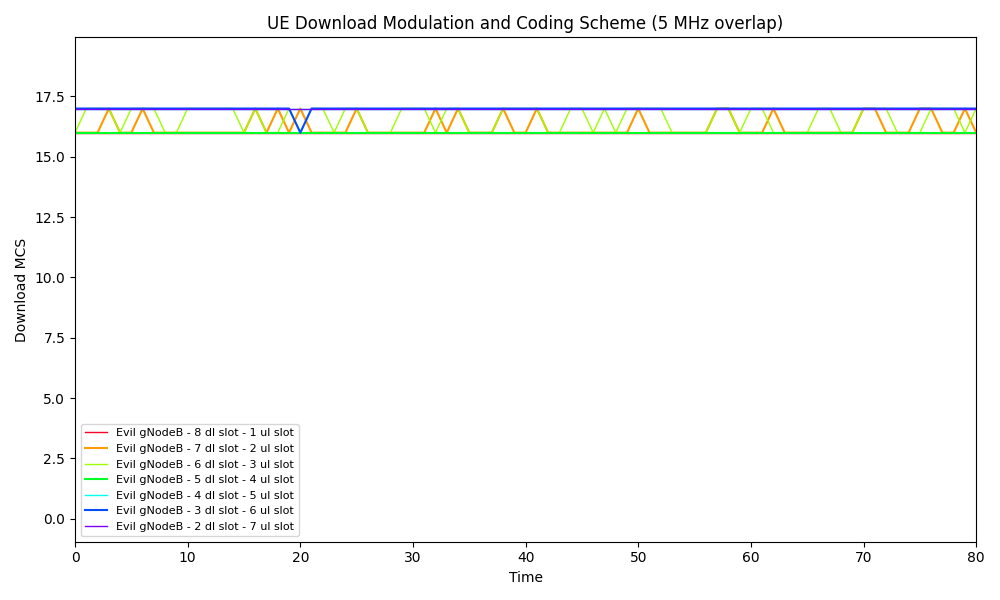 UE Download Modulation and Coding Scheme (5 MHz overlap)
17.5
15.0
12.5
10.0
7.5
5.0
2.5
0.0
Download MCS
Evil gNodeB - 8 dl slot - 1 ul slot
Evil gNodeB - 7 dl slot - 2 ul slot
Evil gNodeB - 6 dl slot - 3 ul slot
Evil gNodeB - 5 dl slot - 4 ul slot
Evil gNodeB - 4 dl slot - 5 ul slot
Evil gNodeB - 3 dl slot - 6 ul slot
Evil gNodeB - 2 dl slot - 7 ul slot
0 10 20 30 40 50 60 70 80
Time